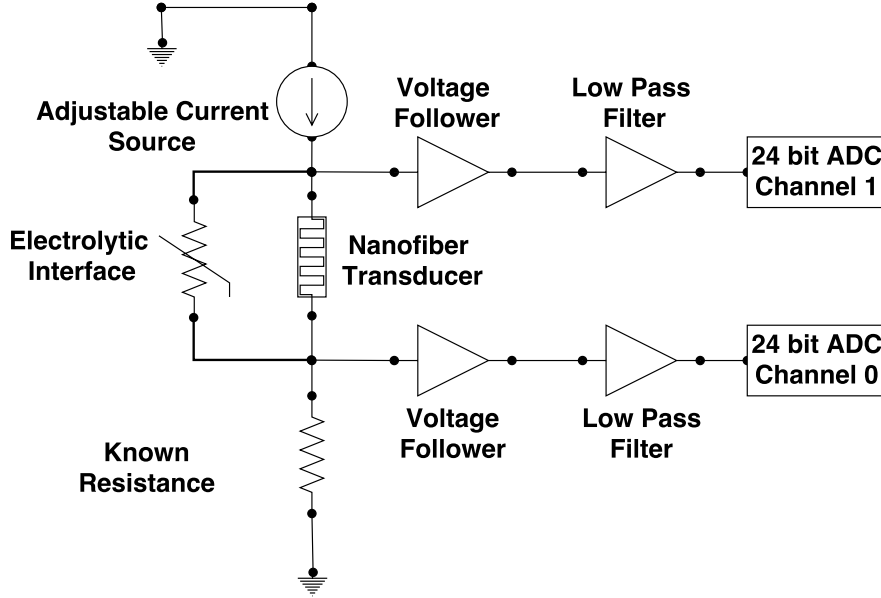 Adjustable Current
Source
Voltage
Follower
Low Pass
Filter
24 bit ADC
Channel 1
Electrolytic
Interface
Nanofiber
Transducer
24 bit ADC
Channel 0
Voltage
Follower
Low Pass
Filter
Known
Resistance